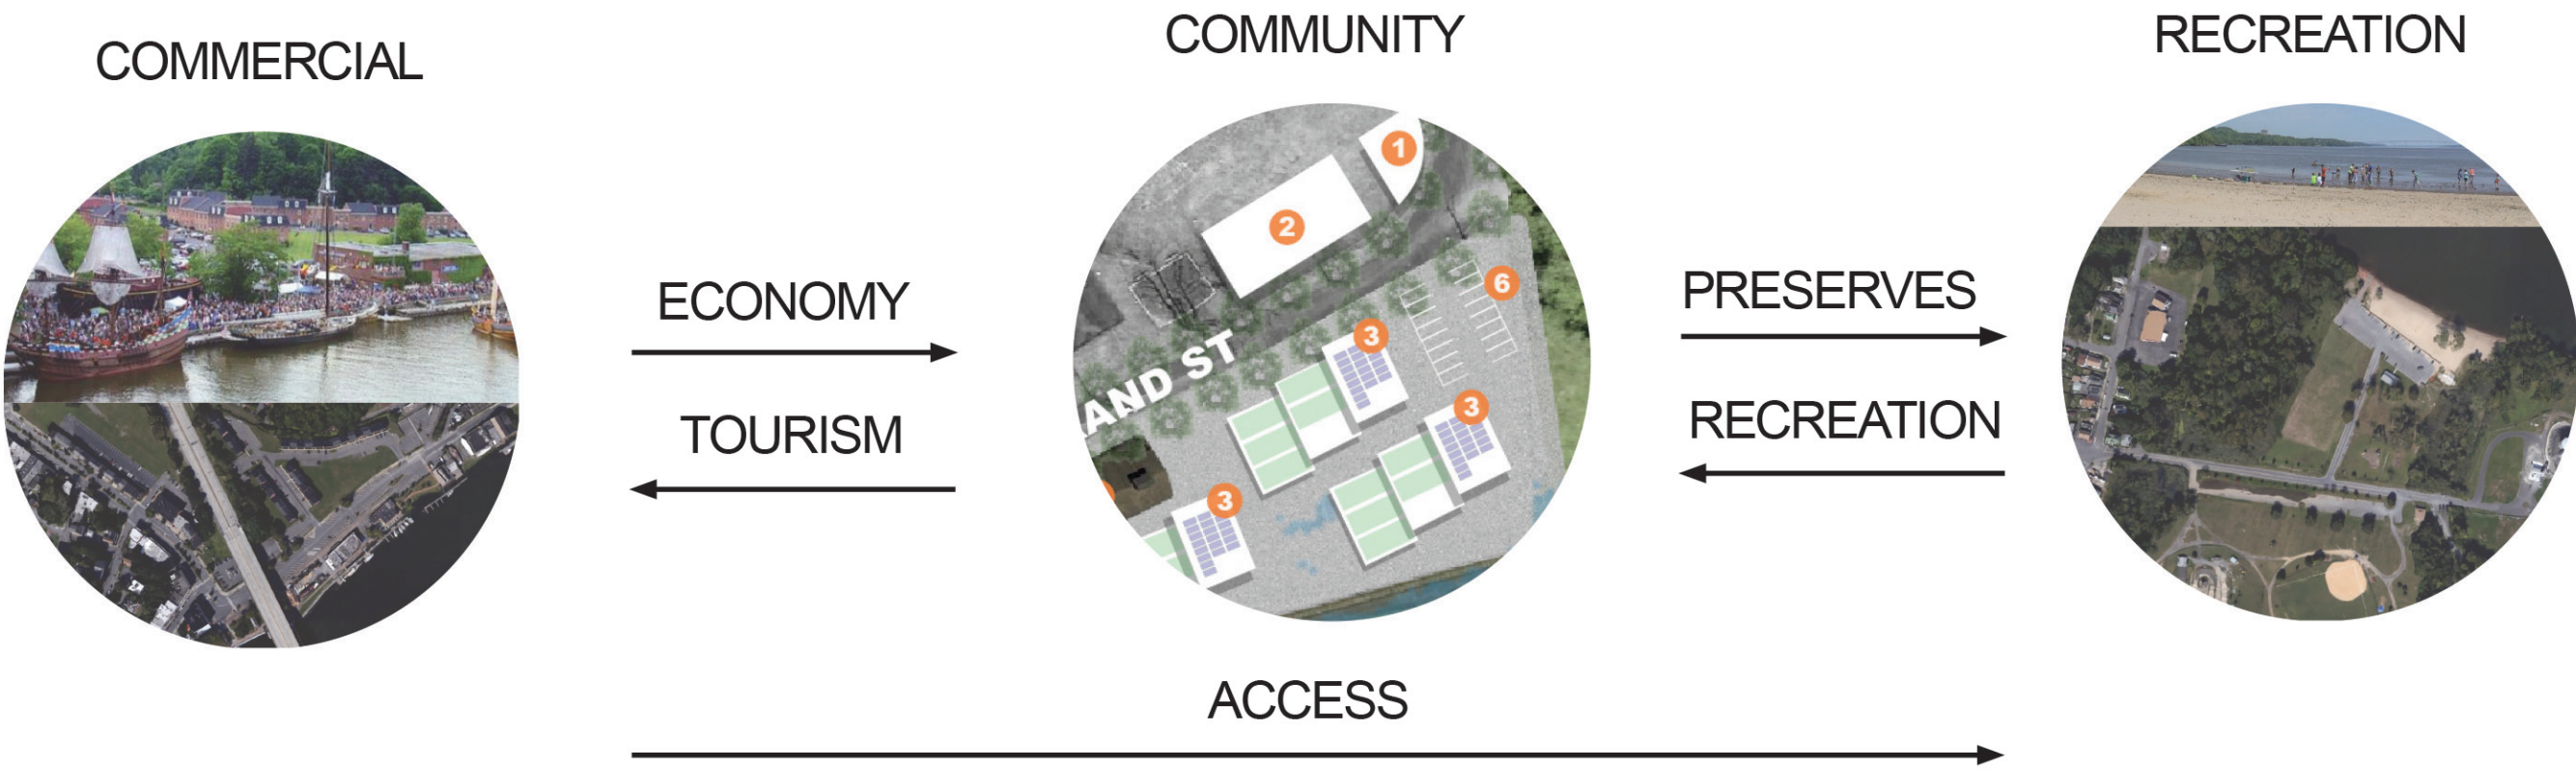 COMMERCIAL
COMMUNITY
RECREATION
ECONOMY
TOURISM
1
2
6
3
AND ST
3
3
PRESERVES
RECREATION
ACCESS